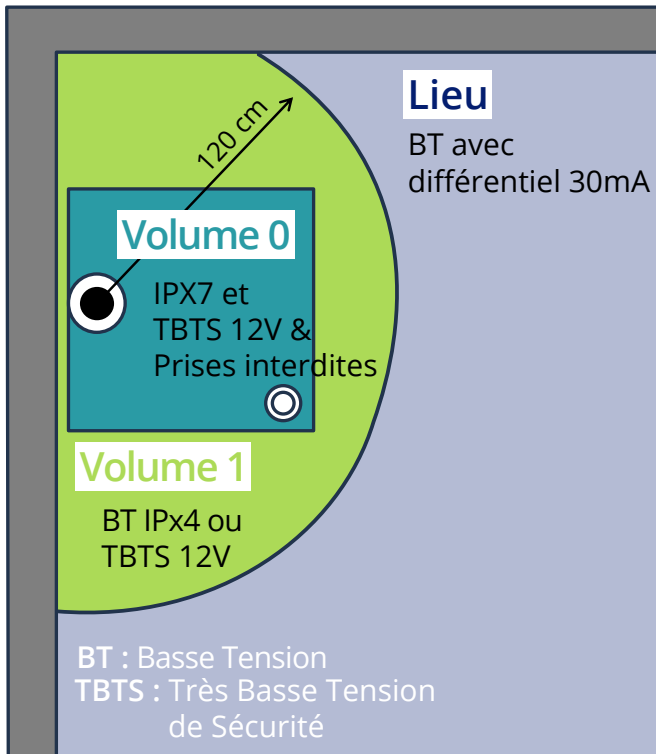 Lieu
BT avec
différentiel 30mA
120 cm
Volume 0
IPX7 et
TBTS 12V &
Prises interdites
Volume 1
BT IPx4 ou
TBTS 12V
BT : Basse Tension
TBTS : Très Basse Tension
de Sécurité